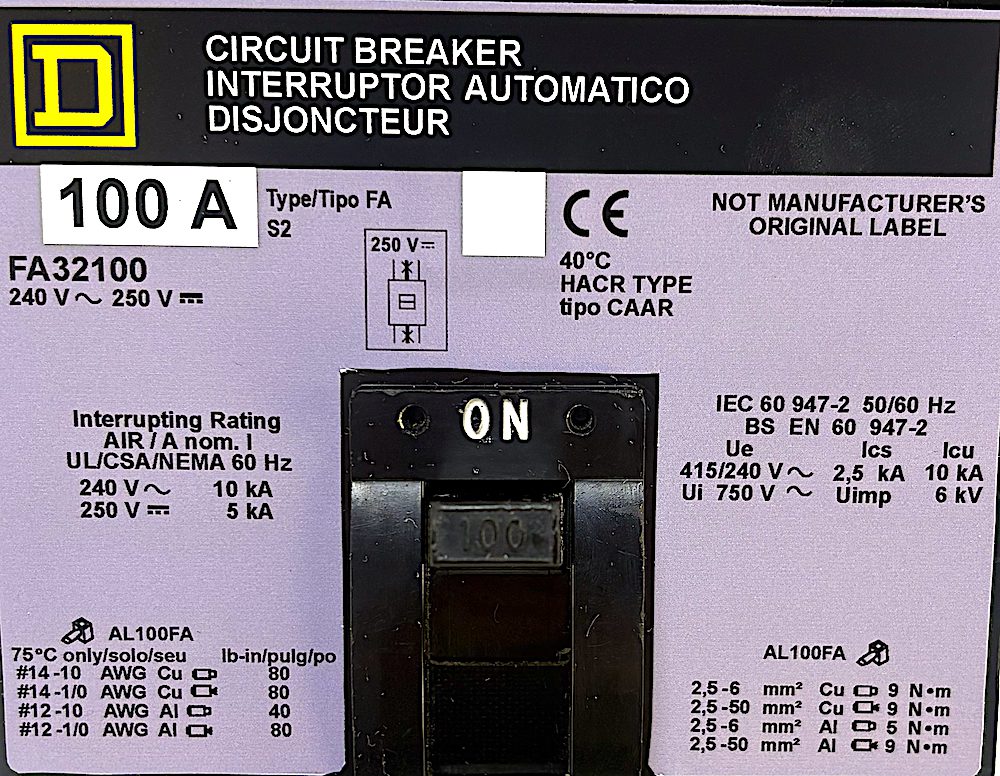 D
CIRCUIT BREAKER
INTERRUPTOR AUTOMATICO
DISJONCTEUR
100 A
Type/Tipo FA
S2
FA32100
240 V ~ 250 V ⎓
250 V ⎓
CE
40°C
HACR TYPE
tipo CAAR
NOT MANUFACTURER'S
ORIGINAL LABEL
Interrupting Rating
AIR / A nom. I
UL/CSA/NEMA 60 Hz
240 V ~ 10 kA
250 V ⎓ 5 kA
ON
100
IEC 60 947-2 50/60 Hz
BS EN 60 947-2
Ue Ics Icu
415/240 V ~ 2,5 kA 10 kA
Ui 750 V ~ Uimp 6 kV
AL100FA
75°C only/solo/seu lb-in/pulg/po
#14-10 AWG Cu 80
#14-1/0 AWG Cu 80
#12-10 AWG Al 40
#12-1/0 AWG Al 80
AL100FA
2,5-6 mm² Cu 9 N•m
2,5-50 mm² Cu 9 N•m
2,5-6 mm² Al 5 N•m
2,5-50 mm² Al 9 N•m